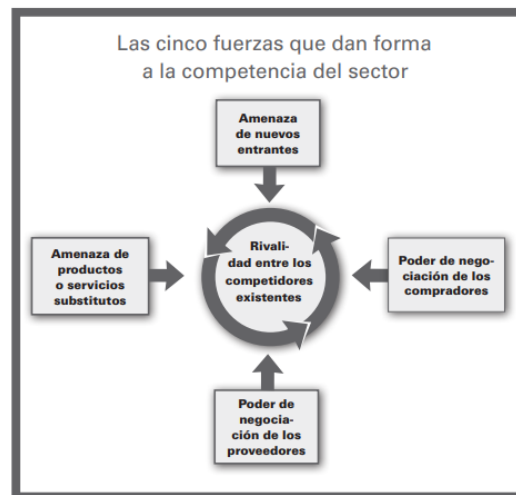 Las cinco fuerzas que dan forma
a la competencia del sector
Amenaza
de nuevos
entrantes
Amenaza de
productos
o servicios
substitutos
Rivali-
dad entre los
competidores
existentes
Poder de nego-
ciación de los
compradores
Poder de
negocia-
ción de los
proveedores